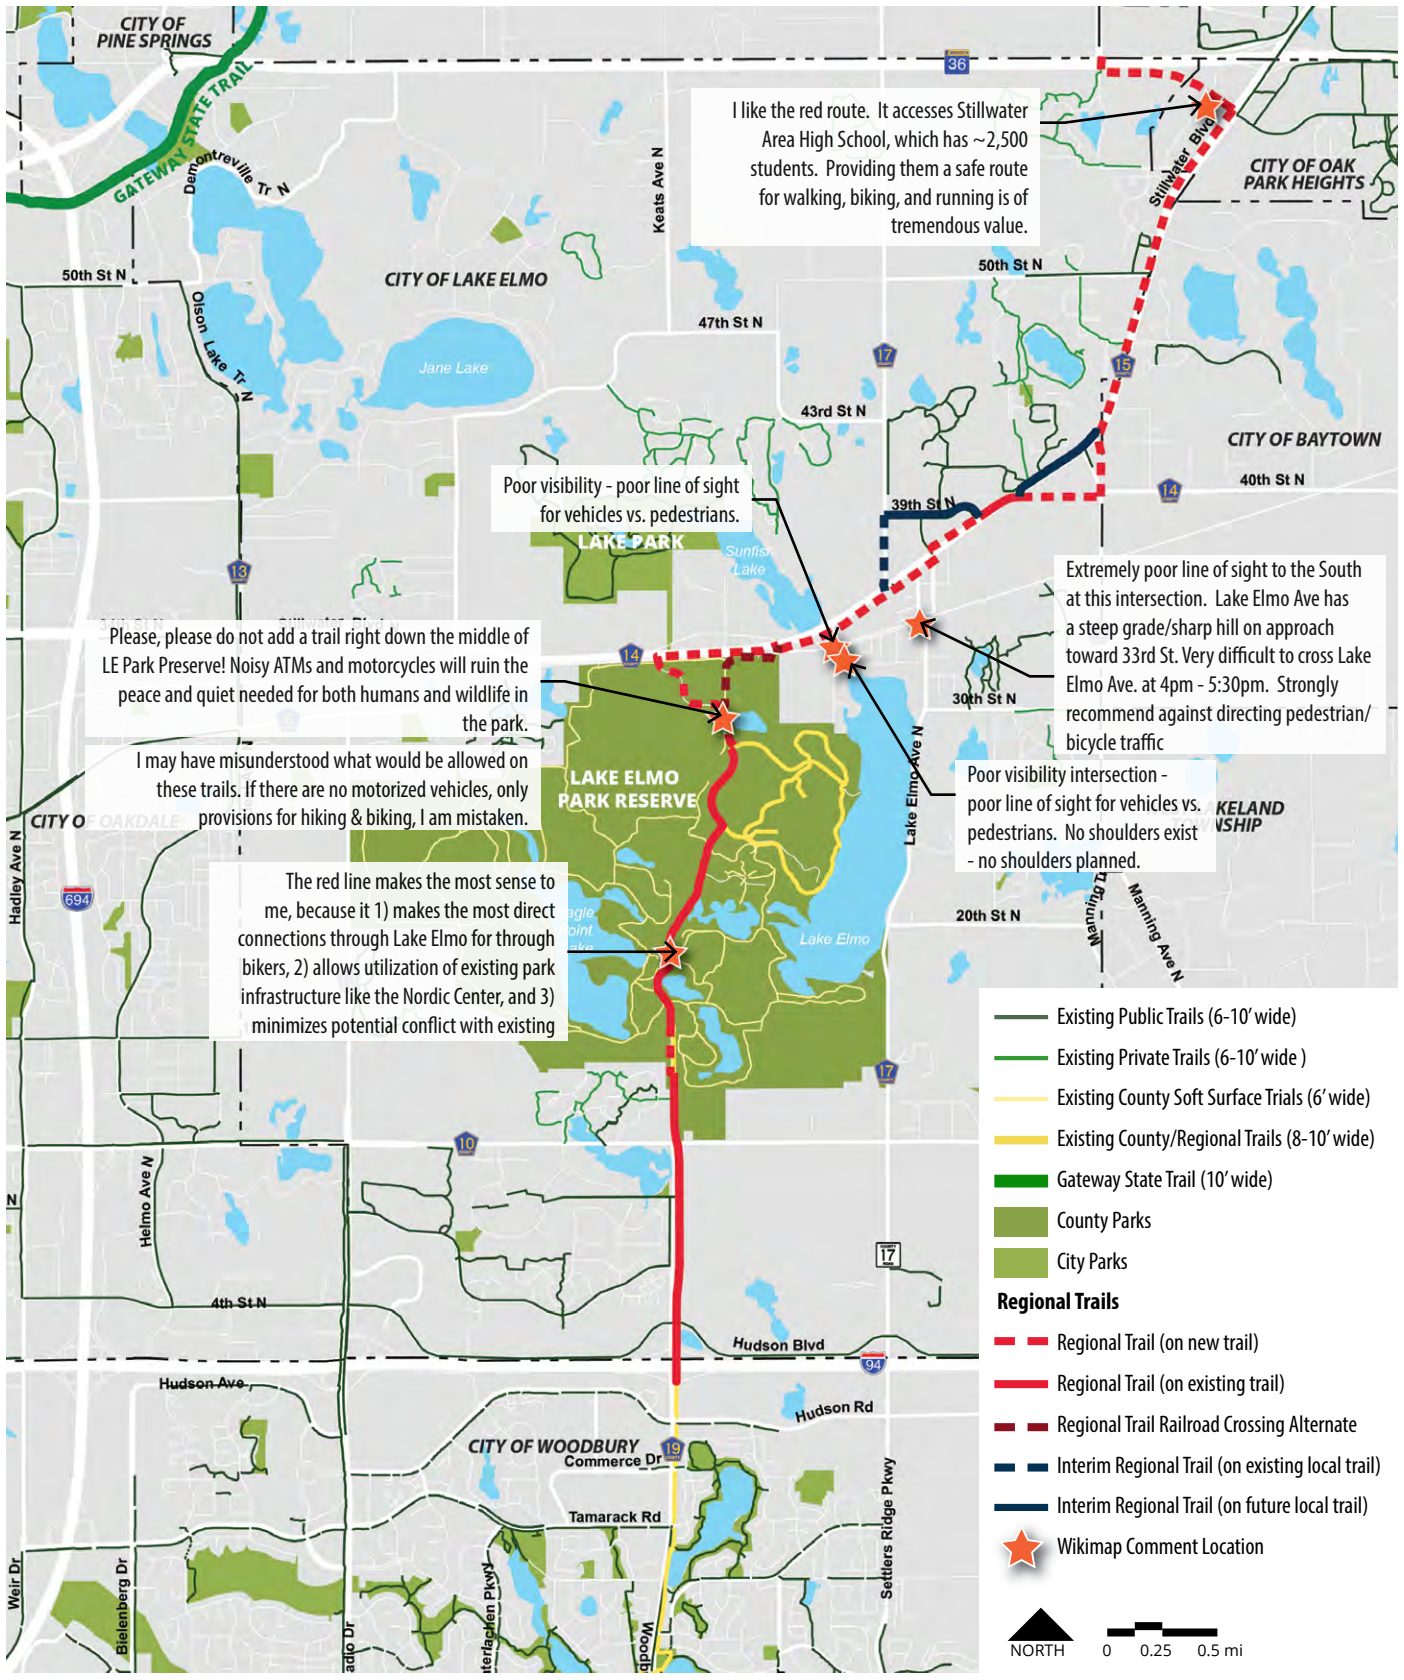 CITY OF
PINE SPRINGS
GATEWAY STATE TRAIL
Demontreville Tr N
36
I like the red route. It accesses Stillwater
Area High School, which has ~2,500
students. Providing them a safe route
for walking, biking, and running is of
tremendous value.
Keats Ave N
Stillwater Blvd
CITY OF OAK
PARK HEIGHTS
50th St N
CITY OF LAKE ELMO
50th St N
Olson Lake Tr N
47th St N
17
15
Jane Lake
43rd St N
CITY OF BAYTOWN
Poor visibility - poor line of sight
for vehicles vs. pedestrians.
39th St N
14
40th St N
LAKE PARK
Sunfish
Lake
13
Extremely poor line of sight to the South
at this intersection. Lake Elmo Ave has
a steep grade/sharp hill on approach
toward 33rd St. Very difficult to cross Lake
Elmo Ave. at 4pm - 5:30pm. Strongly
recommend against directing pedestrian/
bicycle traffic
Please, please do not add a trail right down the middle of
LE Park Preserve! Noisy ATMs and motorcycles will ruin the
peace and quiet needed for both humans and wildlife in
the park.
14
30th St N
I may have misunderstood what would be allowed on
these trails. If there are no motorized vehicles, only
provisions for hiking & biking, I am mistaken.
LAKE ELMO
PARK RESERVE
Lake Elmo Ave N
Poor visibility intersection -
poor line of sight for vehicles vs.
pedestrians. No shoulders exist
- no shoulders planned.
CITY OF OAKDALE
TOWNSHIP
Hadley Ave N
694
The red line makes the most sense to
me, because it 1) makes the most direct
connections through Lake Elmo for through
bikers, 2) allows utilization of existing park
infrastructure like the Nordic Center, and 3)
minimizes potential conflict with existing
Lake Elmo
20th St N
Manning Ave N
17
10
Helmo Ave N
N
COUNTY
17
ROAD
4th St N
Hudson Blvd
94
Hudson Ave
Hudson Rd
CITY OF WOODBURY
19
Commerce Dr
Tamarack Rd
Settlers Ridge Pkwy
Weir Dr
Bielenberg Dr
Existing Public Trails (6-10' wide)
Existing Private Trails (6-10' wide )
Existing County Soft Surface Trials (6' wide)
Existing County/Regional Trails (8-10' wide)
Gateway State Trail (10' wide)
County Parks
City Parks
Regional Trails
Regional Trail (on new trail)
Regional Trail (on existing trail)
Regional Trail Railroad Crossing Alternate
Interim Regional Trail (on existing local trail)
Interim Regional Trail (on future local trail)
Wikimap Comment Location
NORTH
0 0.25 0.5 mi